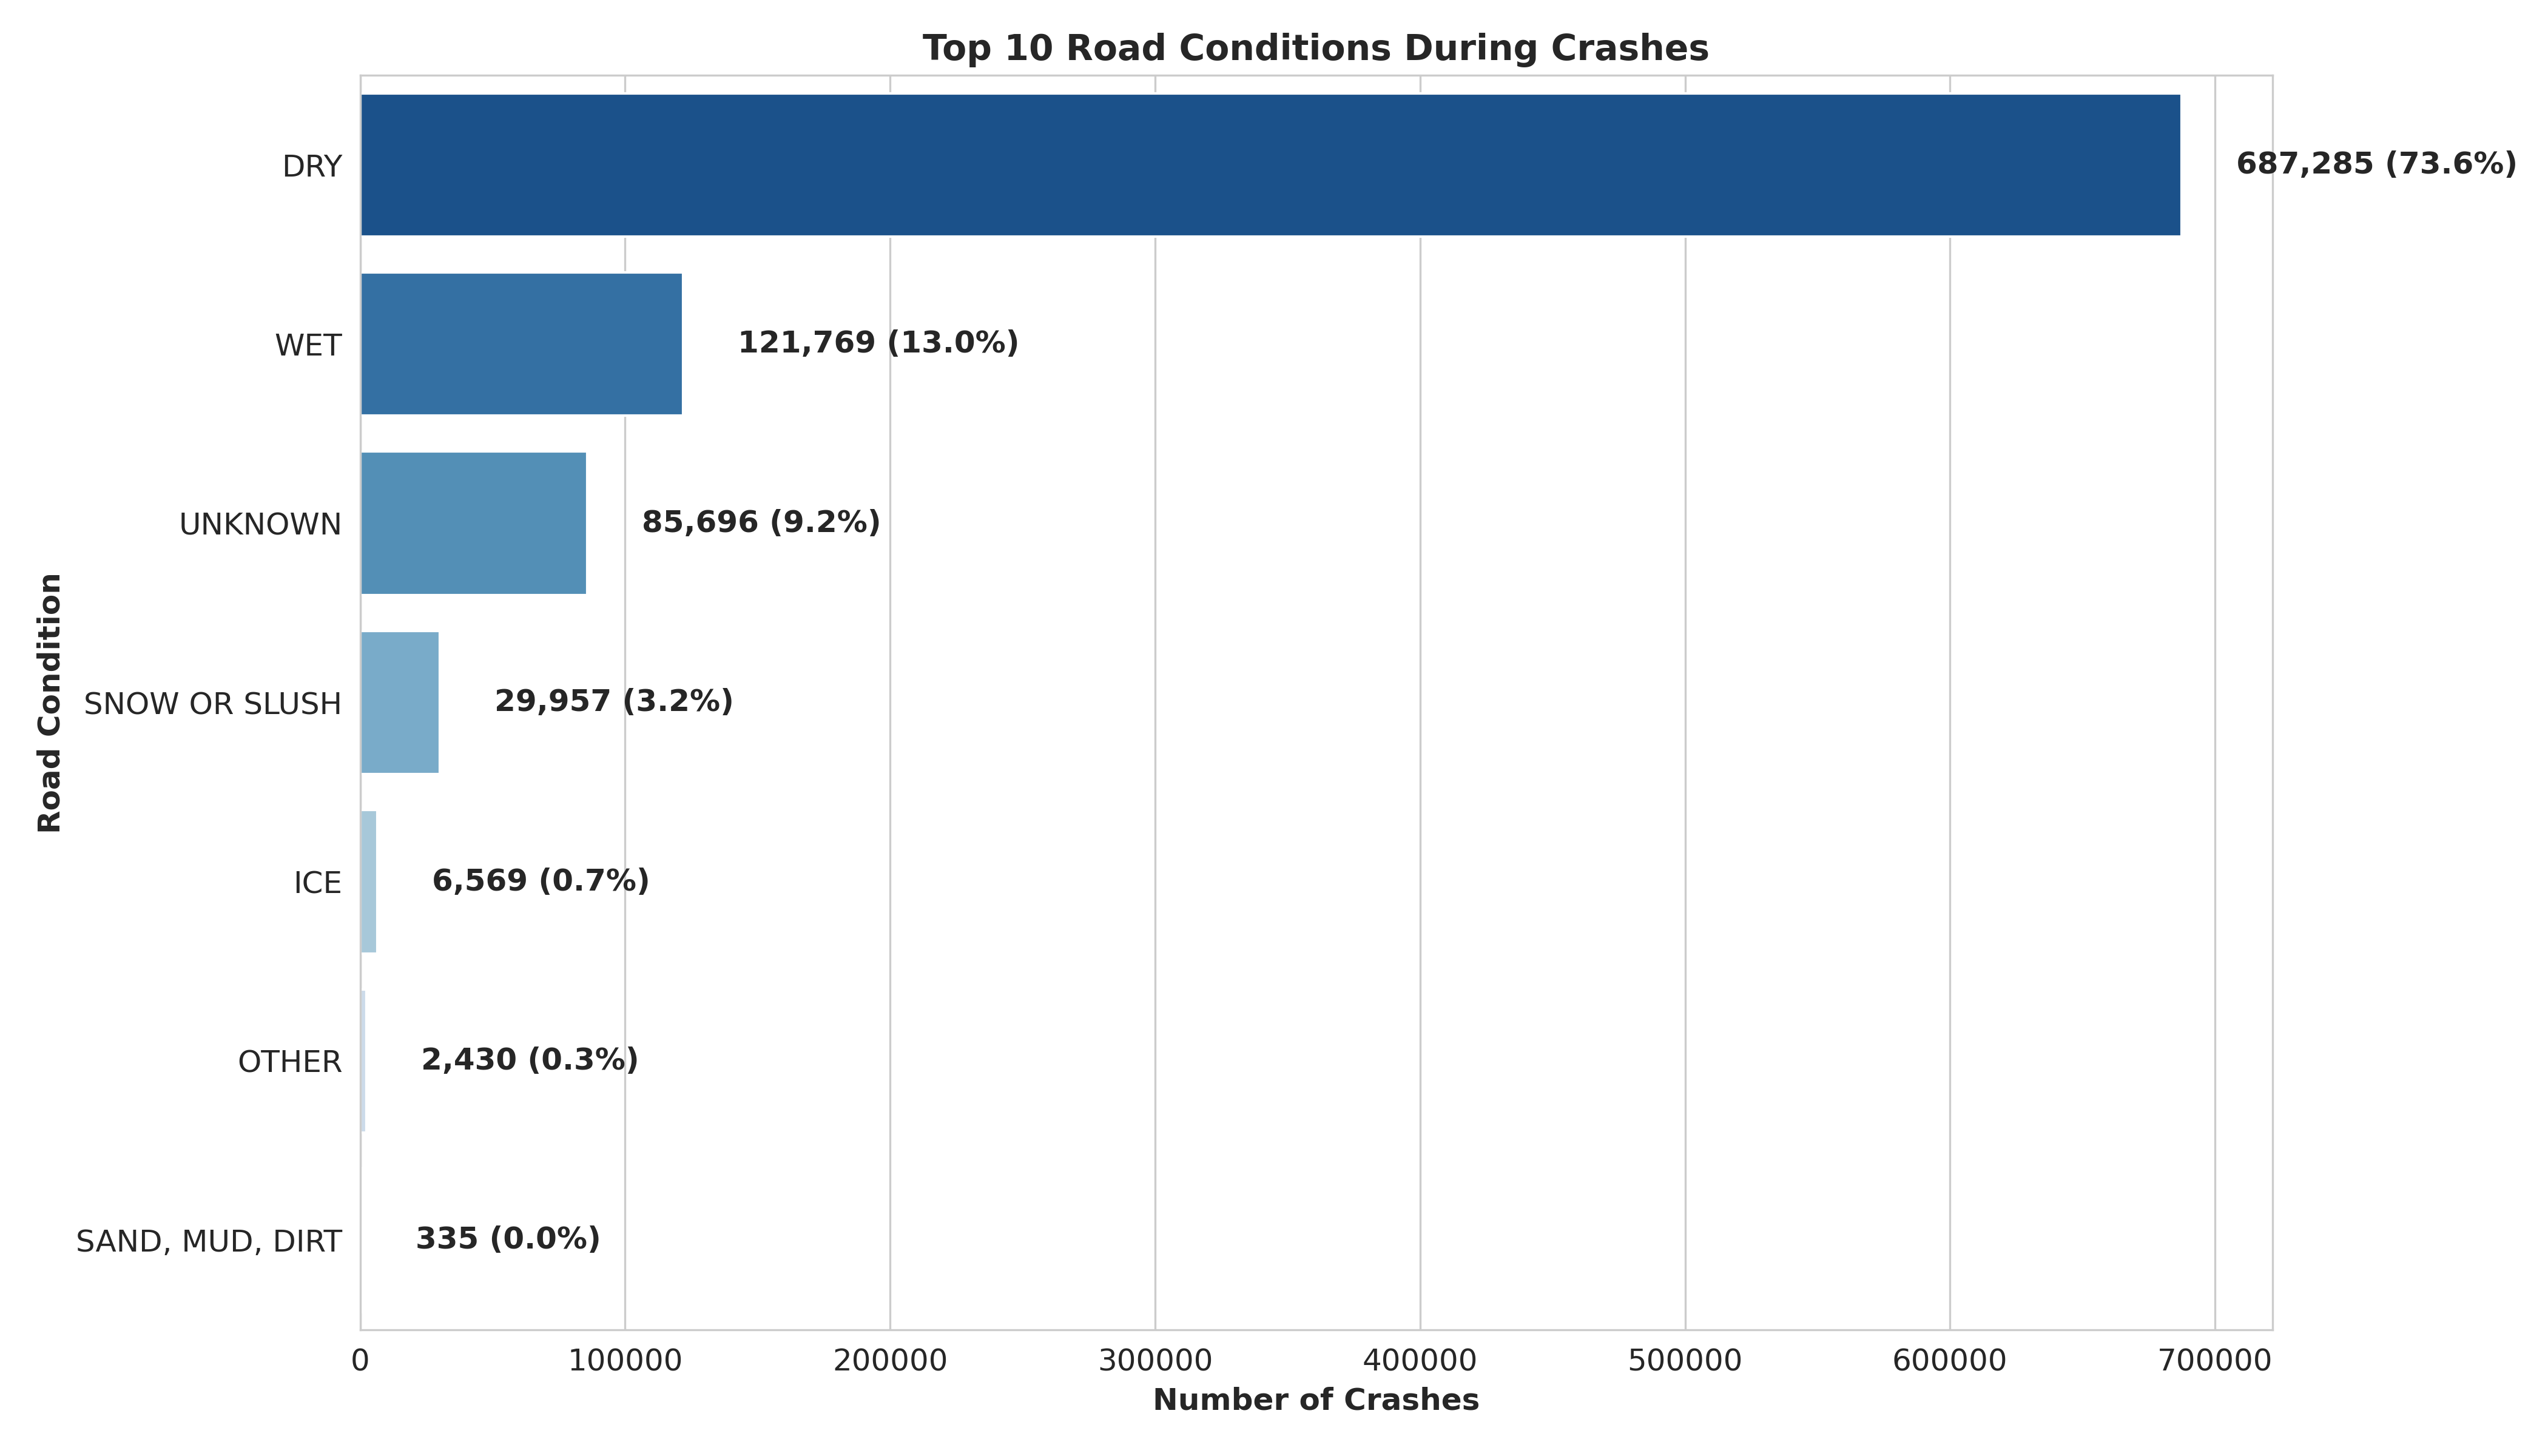 Top 10 Road Conditions During Crashes
DRY
687,285 (73.6%)
WET
121,769 (13.0%)
UNKNOWN
85,696 (9.2%)
SNOW OR SLUSH
29,957 (3.2%)
ICE
6,569 (0.7%)
OTHER
2,430 (0.3%)
SAND, MUD, DIRT
335 (0.0%)
Road Condition
0 100000 200000 300000 400000 500000 600000 700000
Number of Crashes